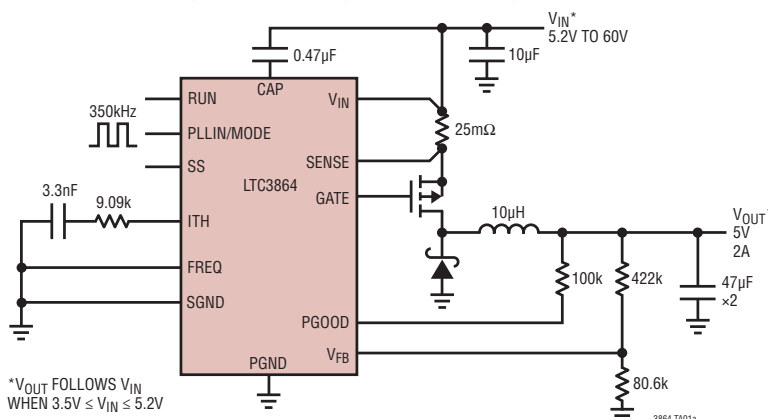 VIN*
5.2V TO 60V
0.47µF
10µF
CAP
RUN
VIN
350kHz
PLLIN/MODE
25mΩ
SS
SENSE
LTC3864
3.3nF
9.09k
GATE
ITH
10µH
VOUT*
5V
2A
FREQ
100k
422k
47µF
×2
SGND
PGOOD
VFB
PGND
80.6k
*VOUT FOLLOWS VIN
WHEN 3.5V ≤ VIN ≤ 5.2V
3864 TA01a